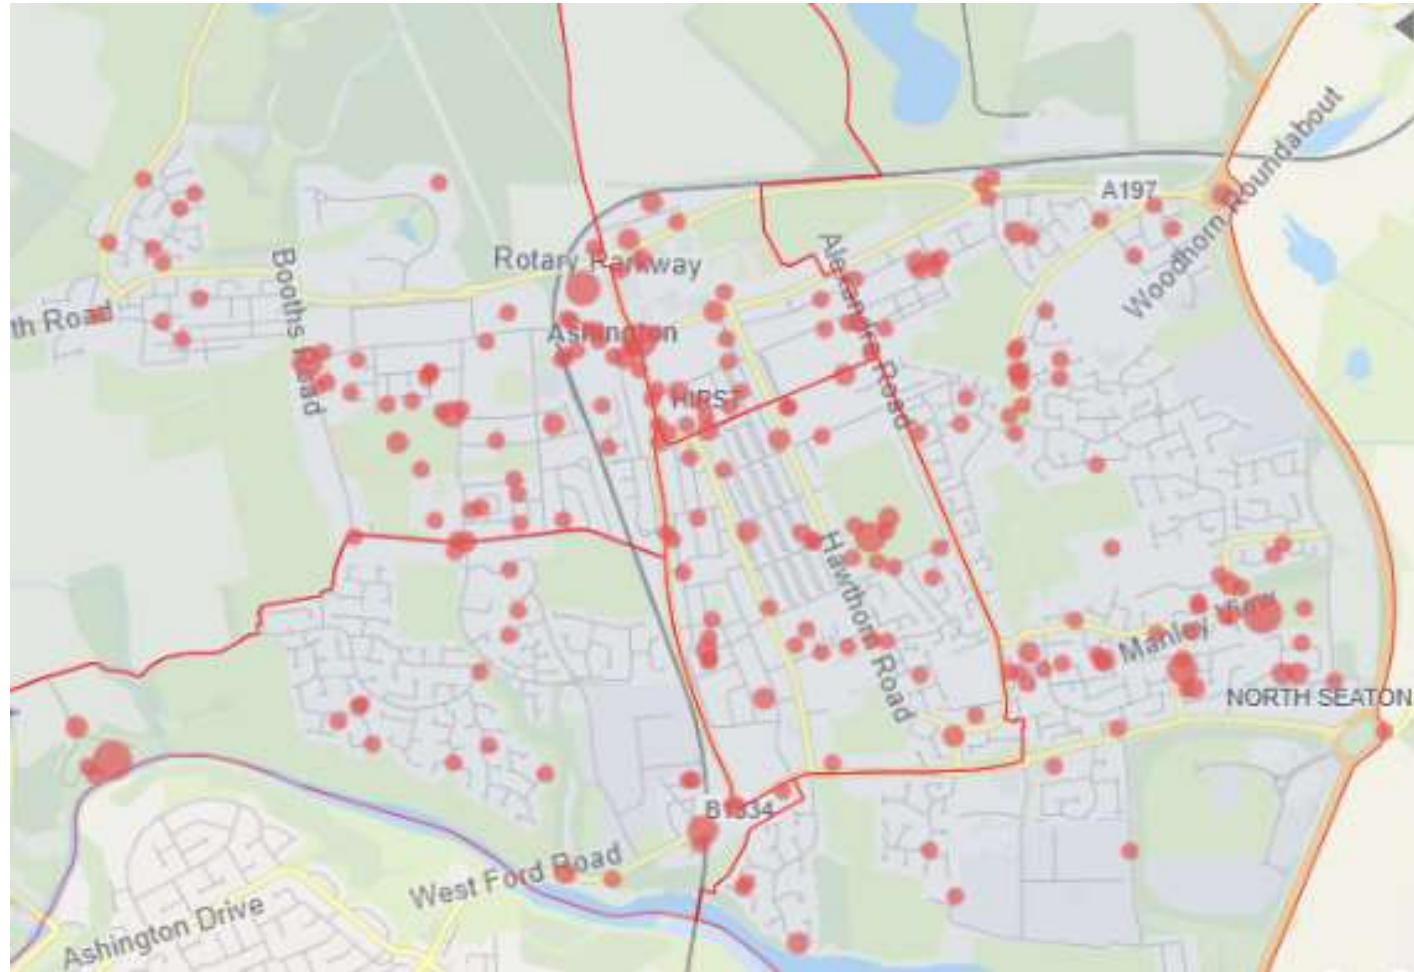 A197
Rotary Parkway
Woodhorn Roundabout
Alexandra Road
Booths Road
th Road
Ashington
HIRST
Hawthorn Road
Manley View
NORTH SEATON
B1334
West Ford Road
Ashington Drive